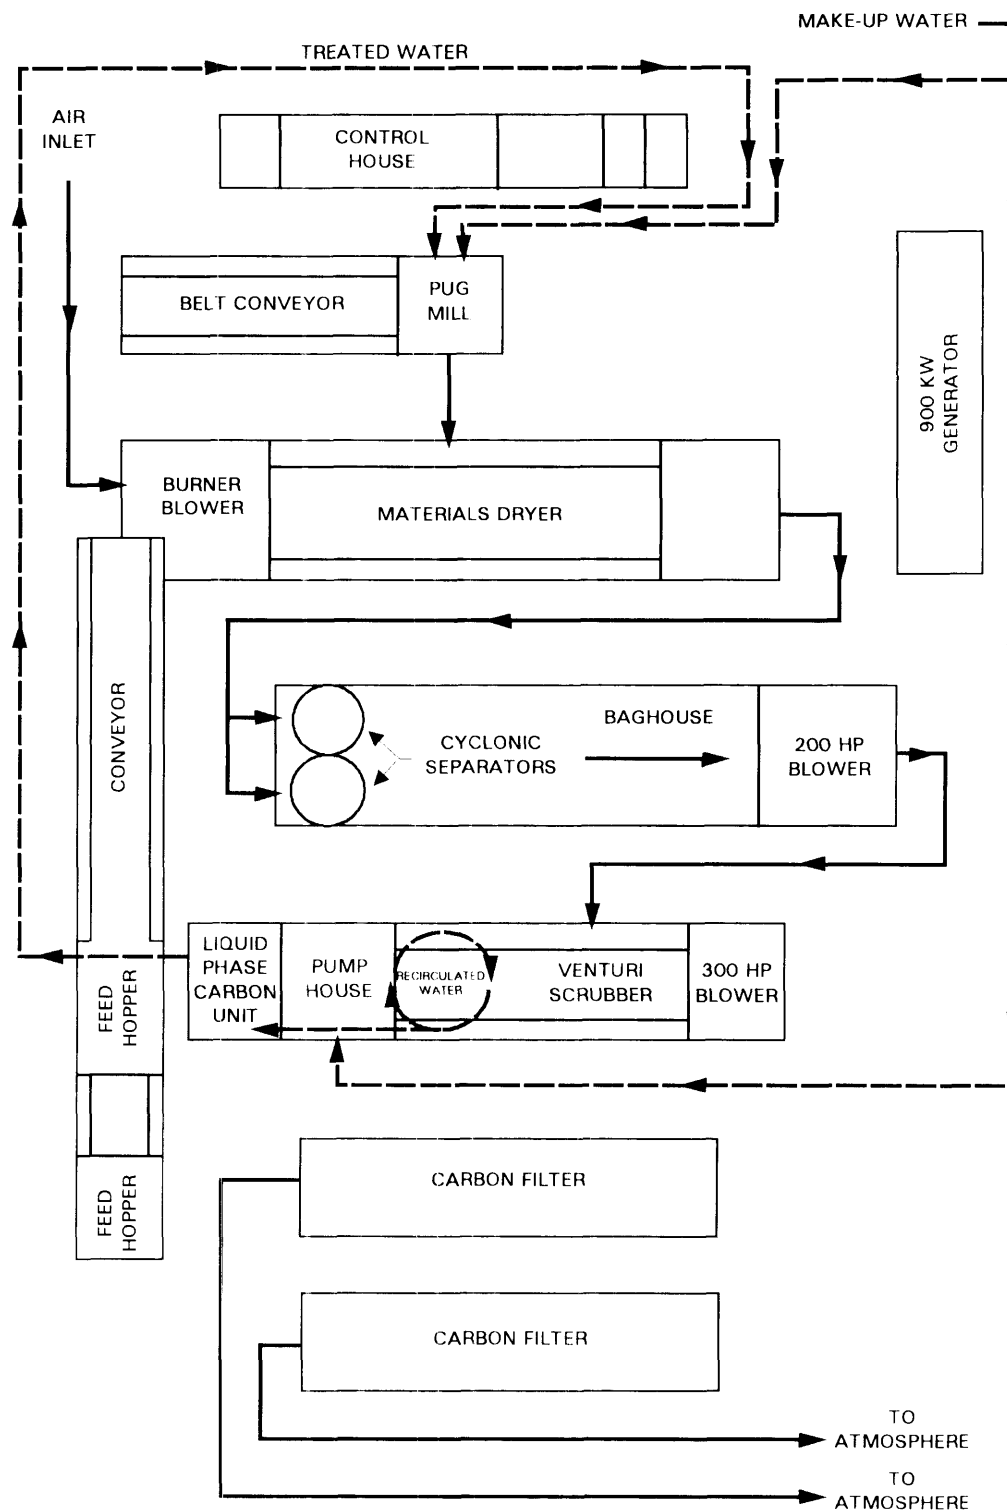 MAKE-UP WATER
TREATED WATER
AIR
INLET
CONTROL
HOUSE
BELT CONVEYOR
PUG
MILL
900 KW
GENERATOR
BURNER
BLOWER
MATERIALS DRYER
CONVEYOR
BAGHOUSE
CYCLONIC
SEPARATORS
200 HP
BLOWER
LIQUID
PHASE
CARBON
UNIT
PUMP
HOUSE
RECIRCULATED
WATER
VENTURI
SCRUBBER
300 HP
BLOWER
FEED
HOPPER
FEED
HOPPER
CARBON FILTER
CARBON FILTER
TO
ATMOSPHERE
TO
ATMOSPHERE